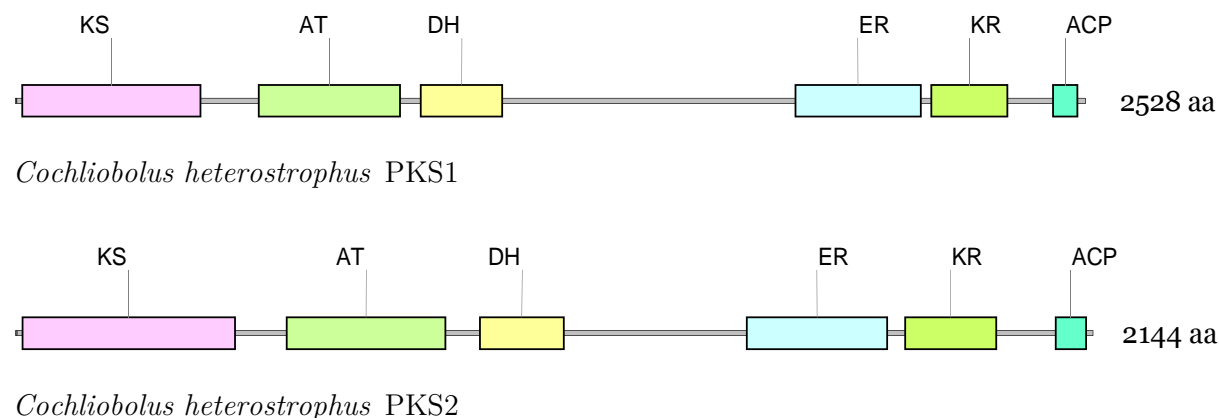 KS AT DH ER KR ACP
2528 aa
Cochliobolus heterostrophus PKS1
KS AT DH ER KR ACP
2144 aa
Cochliobolus heterostrophus PKS2